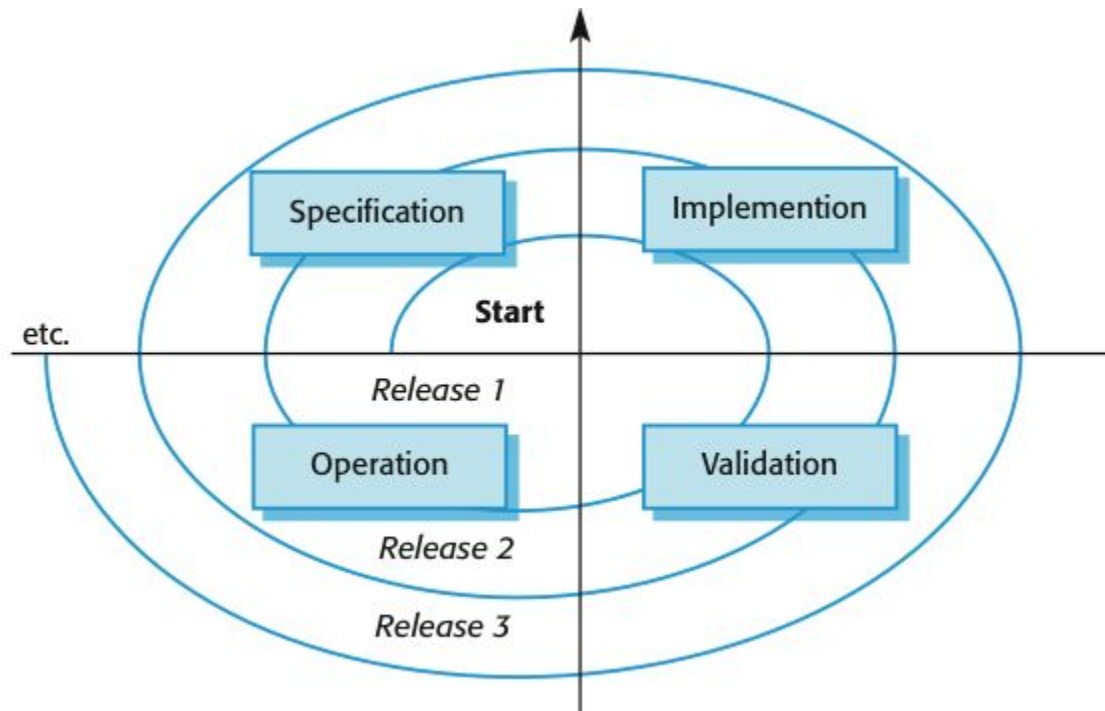 Specification
Implemention
Start
etc.
Release 1
Operation
Validation
Release 2
Release 3